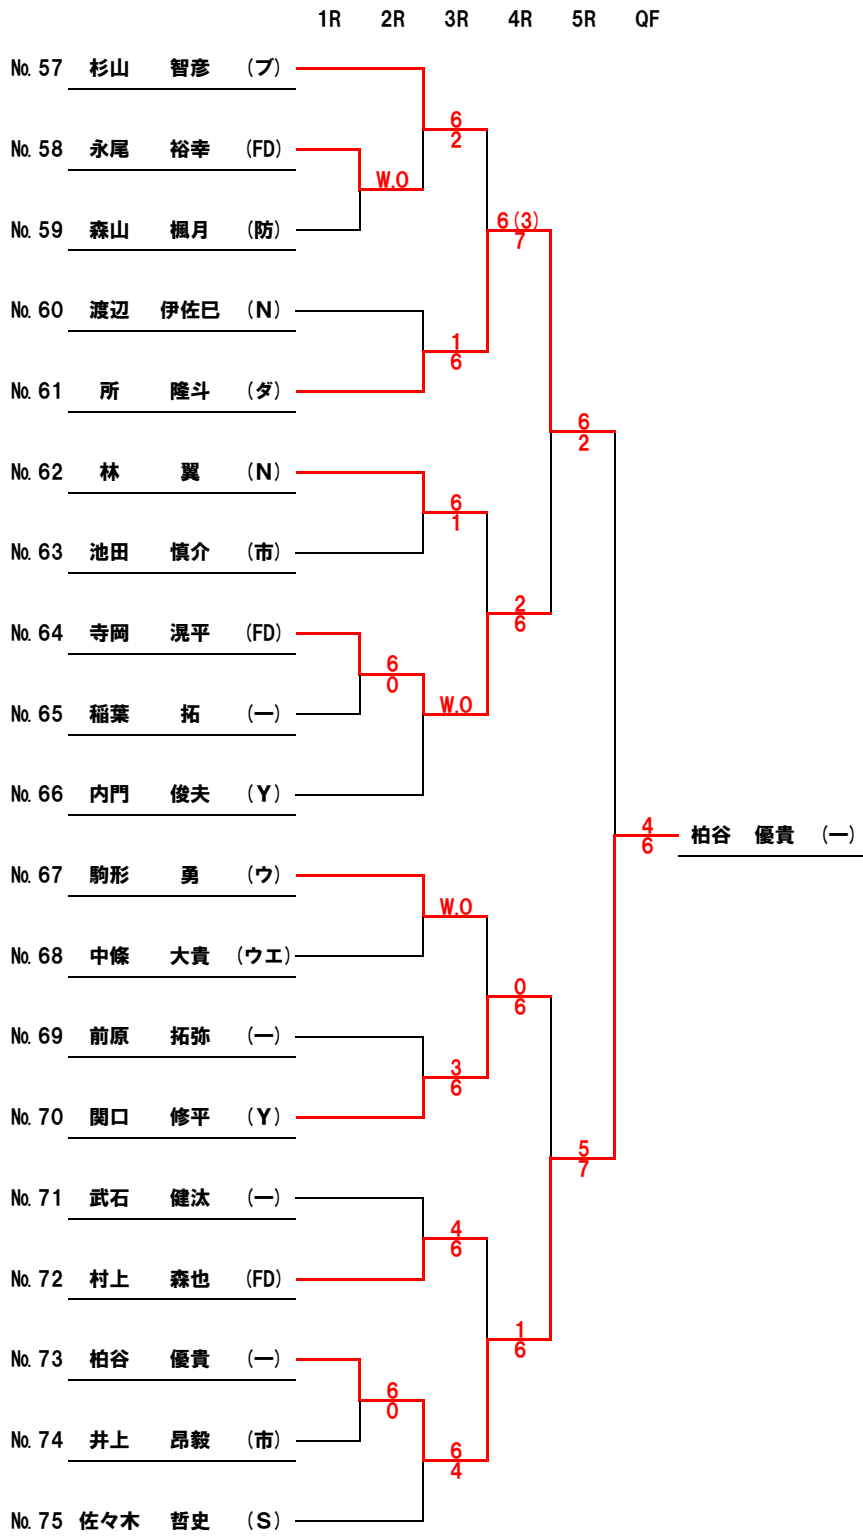 1R 2R 3R 4R 5R QF
No. 57 杉山 智彦 (ブ)
6
2
No. 58 永尾 裕幸 (FD)
W.O
No. 59 森山 楓月 (防)
6(3)
7
No. 60 渡辺 伊佐巳 (N)
1
6
No. 61 所 隆斗 (ダ)
6
2
No. 62 林 翼 (N)
6
1
No. 63 池田 慎介 (市)
2
6
No. 64 寺岡 滉平 (FD)
6
0
No. 65 稲葉 拓 (一)
W.O
No. 66 内門 俊夫 (Y)
4
6
柏谷 優貴 (一)
No. 67 駒形 勇 (ウ)
W.O
No. 68 中條 大貴 (ウエ)
0
6
No. 69 前原 拓弥 (一)
3
6
No. 70 関口 修平 (Y)
5
7
No. 71 武石 健汰 (一)
4
6
No. 72 村上 森也 (FD)
1
6
No. 73 柏谷 優貴 (一)
6
0
No. 74 井上 昂毅 (市)
6
4
No. 75 佐々木 哲史 (S)